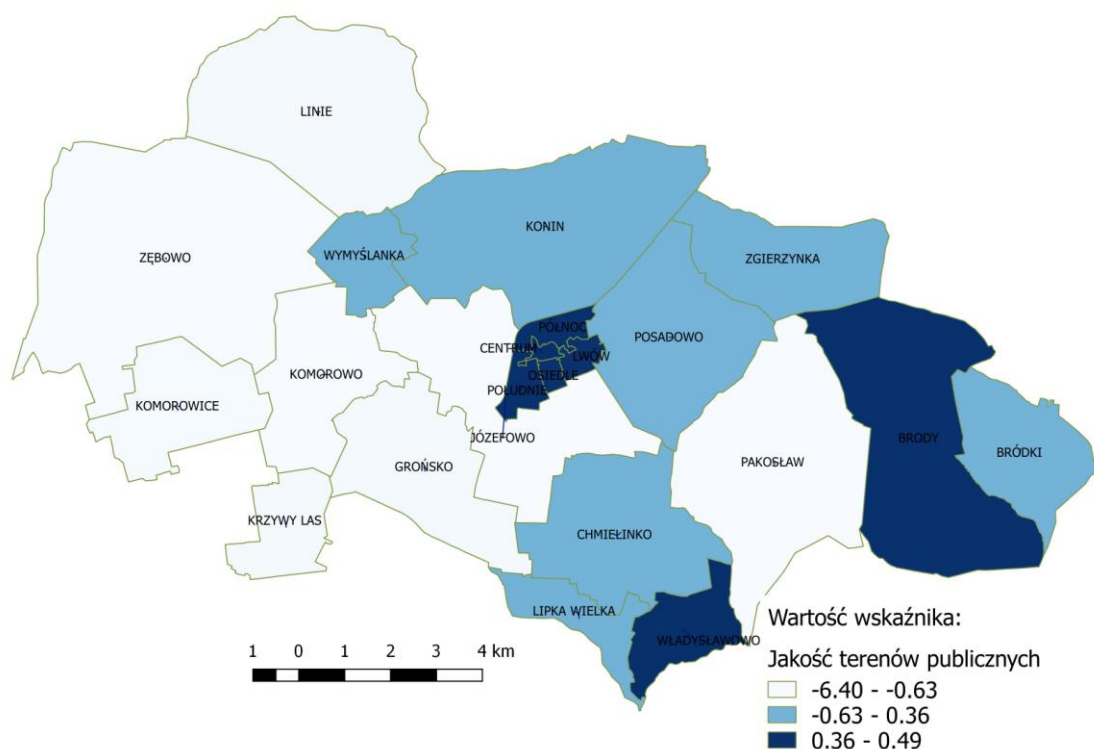 LINIE
KONIN
ZĘBOWO
WYMYŚLANKA
ZGIERZYNKA
PÓŁNOC
POSADOWO
CENTRUM
LWÓW
OSIEDLE
KOMOROWO
POŁUDNIE
KOMOROWICE
JÓZEFOWO
BRODY
BRÓDKI
GROŃSKO
PAKOSŁAW
KRZYWY LAS
CHMIELINKO
LIPKA WIELKA
WŁADYSŁAWOWO
1 0 1 2 3 4 km
Wartość wskaźnika:
Jakość terenów publicznych
-6.40 - -0.63
-0.63 - 0.36
0.36 - 0.49